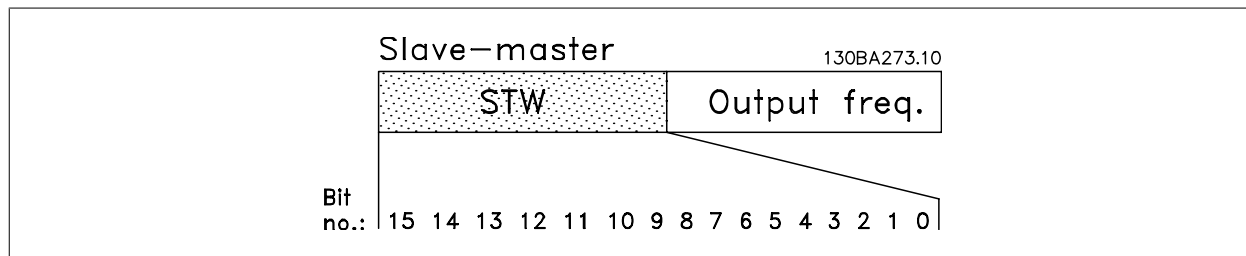 Slave-master
130BA273.10
STW
Output freq.
Bit
no.: 15 14 13 12 11 10 9 8 7 6 5 4 3 2 1 0